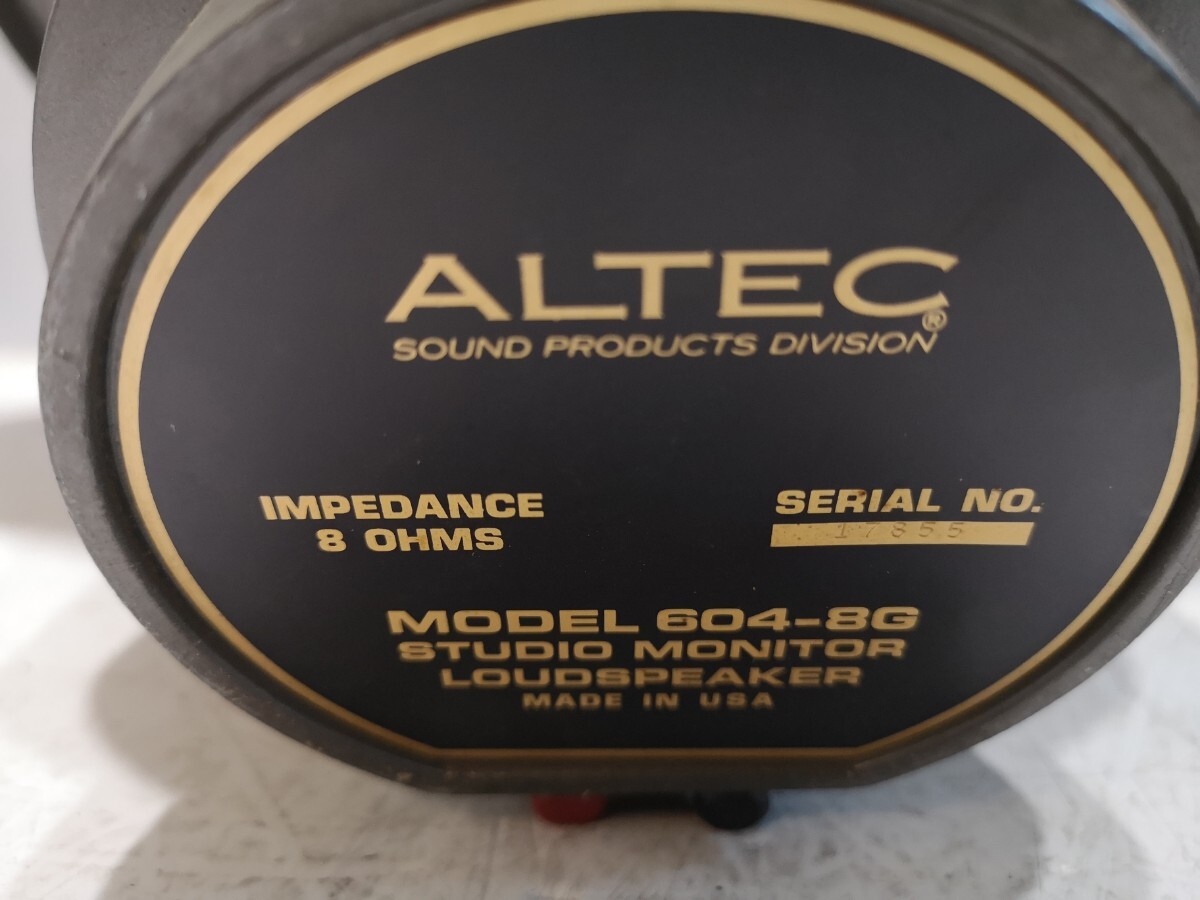 ALTEC®
SOUND PRODUCTS DIVISION
IMPEDANCE
8 OHMS
SERIAL NO.
17855
MODEL 604-8G
STUDIO MONITOR
LOUDSPEAKER
MADE IN USA